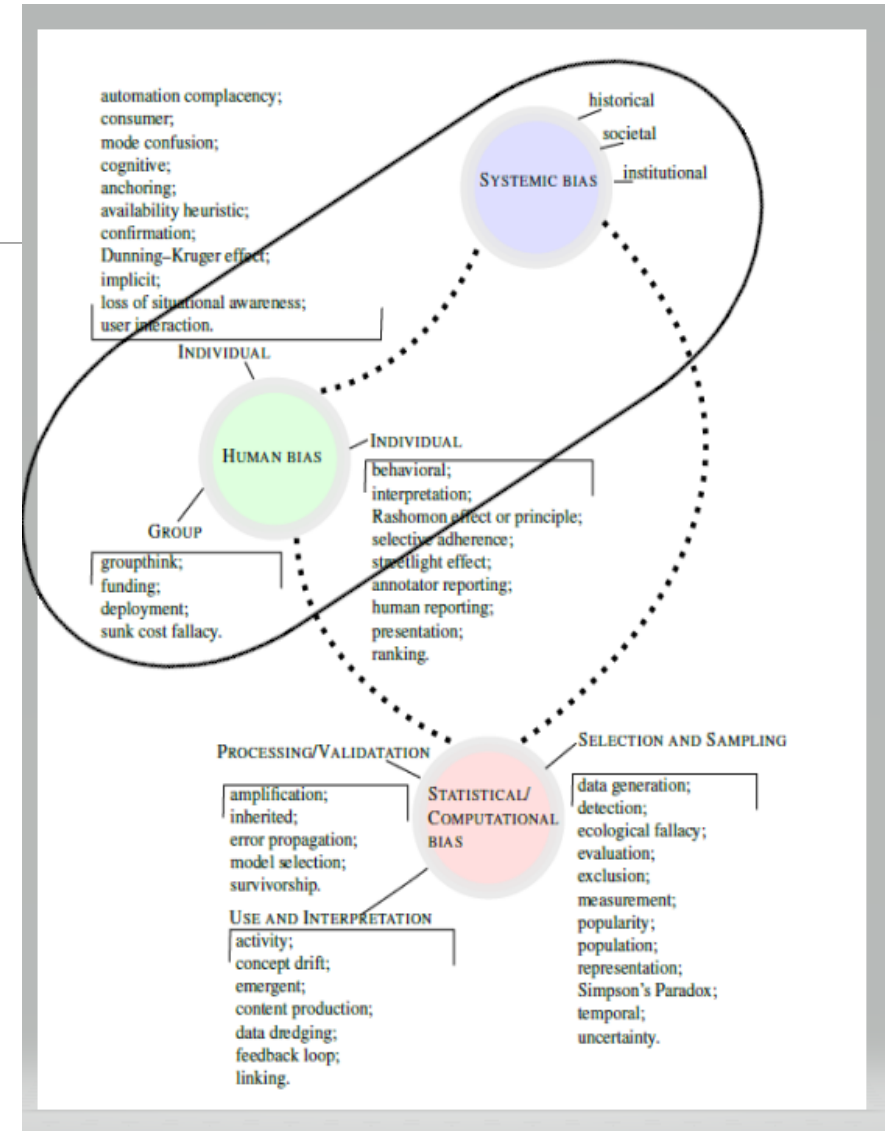 automation complacency;
consumer;
mode confusion;
cognitive;
anchoring;
availability heuristic;
confirmation;
Dunning–Kruger effect;
implicit;
loss of situational awareness;
user interaction.
INDIVIDUAL
historical
societal
institutional
SYSTEMIC BIAS
HUMAN BIAS
INDIVIDUAL
behavioral;
interpretation;
Rashomon effect or principle;
selective adherence;
streetlight effect;
annotator reporting;
human reporting;
presentation;
ranking.
GROUP
groupthink;
funding;
deployment;
sunk cost fallacy.
PROCESSING/VALIDATATION
amplification;
inherited;
error propagation;
model selection;
survivorship.
STATISTICAL/
COMPUTATIONAL
BIAS
SELECTION AND SAMPLING
data generation;
detection;
ecological fallacy;
evaluation;
exclusion;
measurement;
popularity;
population;
representation;
Simpson's Paradox;
temporal;
uncertainty.
USE AND INTERPRETATION
activity;
concept drift;
emergent;
content production;
data dredging;
feedback loop;
linking.